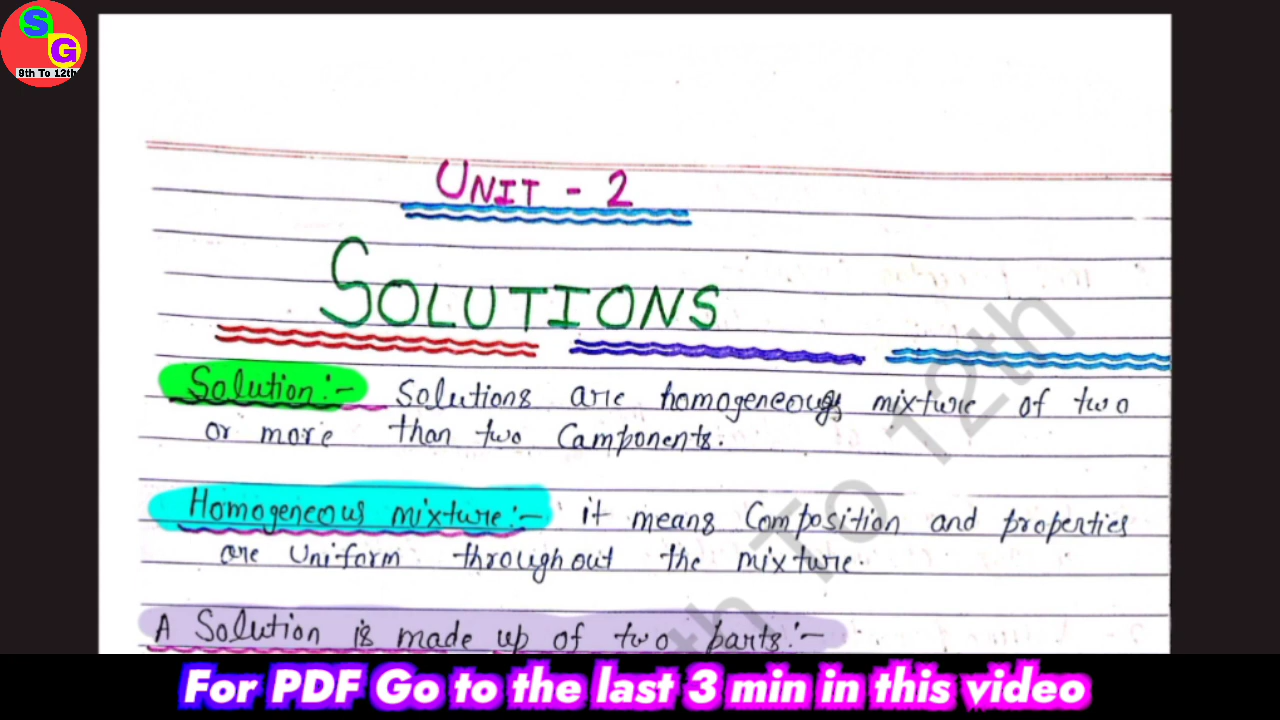 S
G
9th To 12th
UNIT - 2
SOLUTIONS
Solution:- Solutions are homogeneous mixture of two
or more than two Camponents.
Homogeneous mixture:- it means Composition and properties
are Uniform throughout the mixture.
A Solution is made up of two parts:-
9th To 12th
For PDF Go to the last 3 min in this video